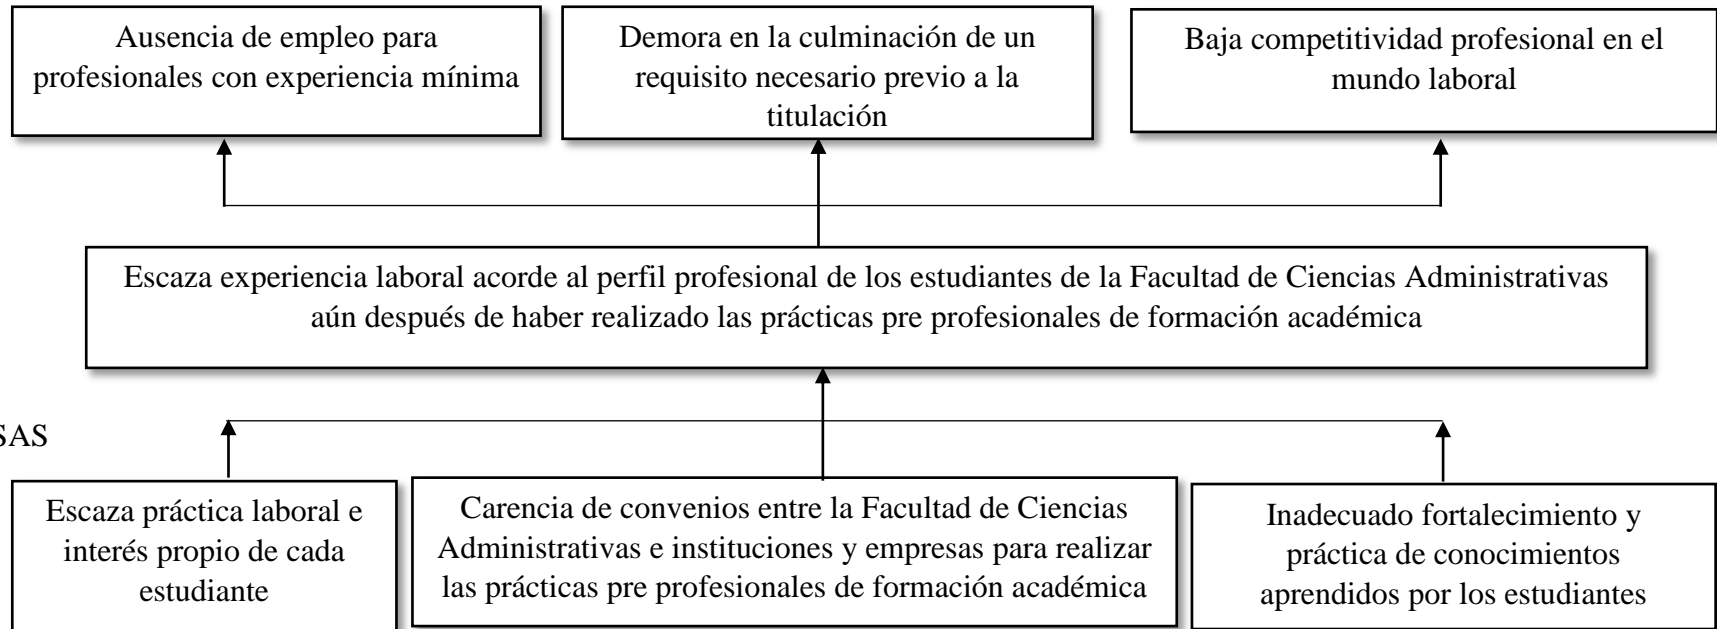 Ausencia de empleo para
profesionales con experiencia mínima
Demora en la culminación de un
requisito necesario previo a la
titulación
Baja competitividad profesional en el
mundo laboral
Escaza experiencia laboral acorde al perfil profesional de los estudiantes de la Facultad de Ciencias Administrativas
aún después de haber realizado las prácticas pre profesionales de formación académica
SAS
Escaza práctica laboral e
interés propio de cada
estudiante
Carencia de convenios entre la Facultad de Ciencias
Administrativas e instituciones y empresas para realizar
las prácticas pre profesionales de formación académica
Inadecuado fortalecimiento y
práctica de conocimientos
aprendidos por los estudiantes